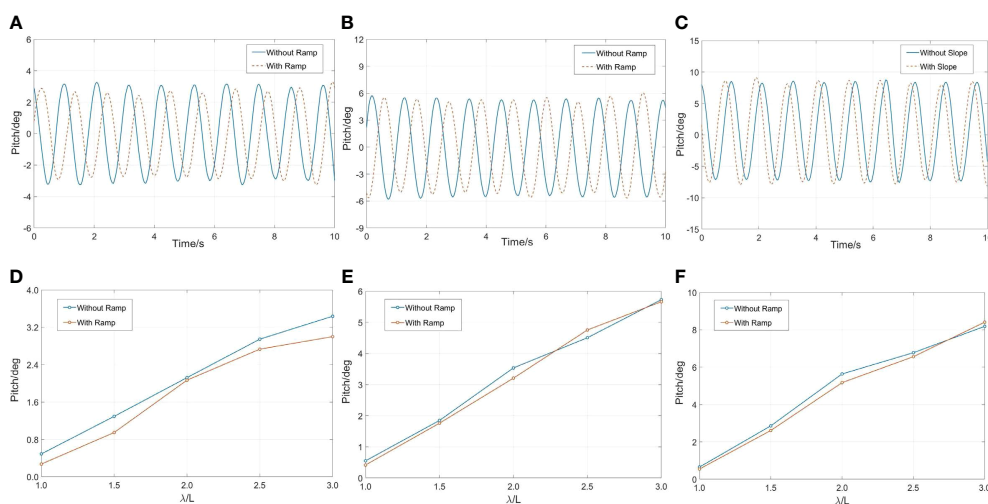 A
6
4
2
0
-2
-4
-6
0
2
4
6
8
10
Pitch/deg
Time/s
Without Ramp
With Ramp
B
12
9
6
3
0
-3
-6
-9
0
2
4
6
8
10
Pitch/deg
Time/s
Without Ramp
With Ramp
C
15
10
5
0
-5
-10
-15
0
2
4
6
8
10
Pitch/deg
Time/s
Without Slope
With Slope
D
4.0
3.2
2.4
1.6
0.8
0.0
1.0
1.5
2.0
2.5
3.0
Pitch/deg
λ/L
Without Ramp
With Ramp
E
6
5
4
3
2
1
0
1.0
1.5
2.0
2.5
3.0
Pitch/deg
λ/L
Without Ramp
With Ramp
F
10
8
6
4
2
0
1.0
1.5
2.0
2.5
3.0
Pitch/deg
λ/L
Without Ramp
With Ramp